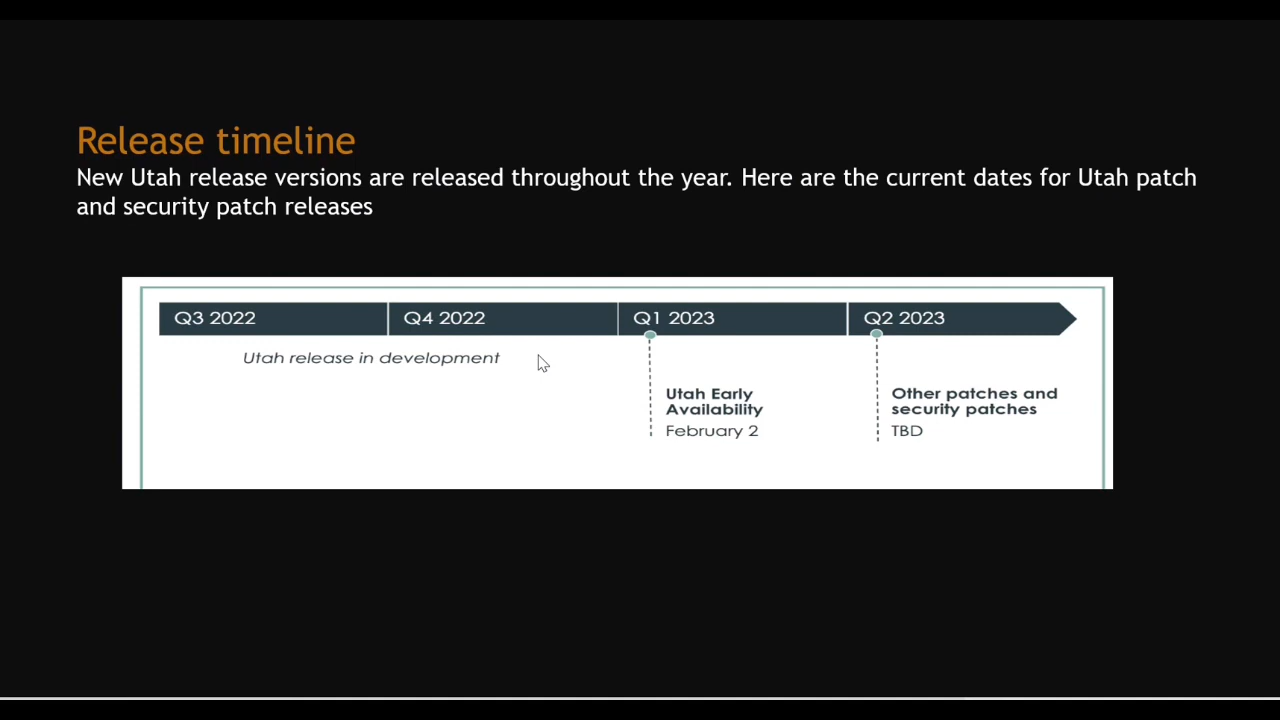 Release timeline
New Utah release versions are released throughout the year. Here are the current dates for Utah patch
and security patch releases
Q3 2022
Q4 2022
Q1 2023
Q2 2023
Utah release in development
Utah Early
Availability
February 2
Other patches and
security patches
TBD